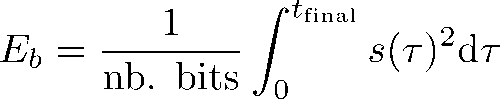 E_b = \frac{1}{\text{nb. bits}} \int_0^{t_{\text{final}}} s(\tau)^2 \mathrm{d}\tau